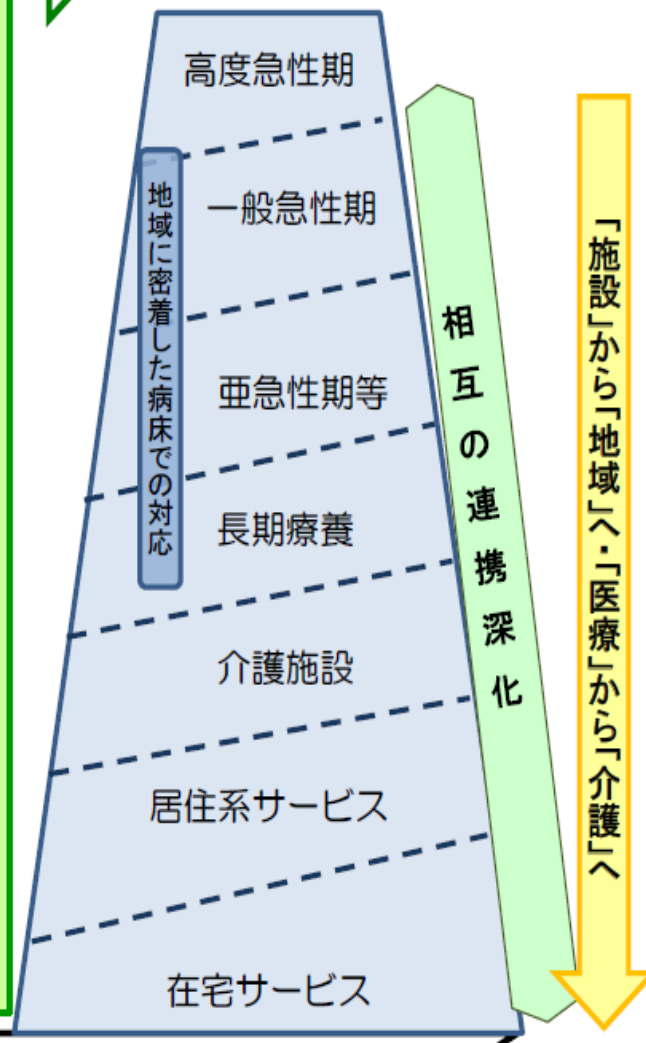 高度急性期
一般急性期
亜急性期等
長期療養
介護施設
居住系サービス
在宅サービス
地域に密着した病床での対応
相互の連携深化
「施設」から「地域」へ・「医療」から「介護」へ